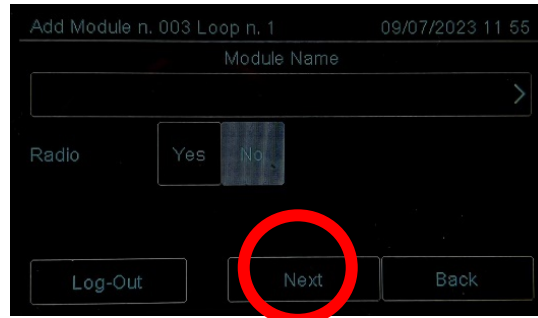 Add Module n. 003 Loop n. 1 09/07/2023 11 55
Module Name
>
Radio Yes No
Log-Out Next Back